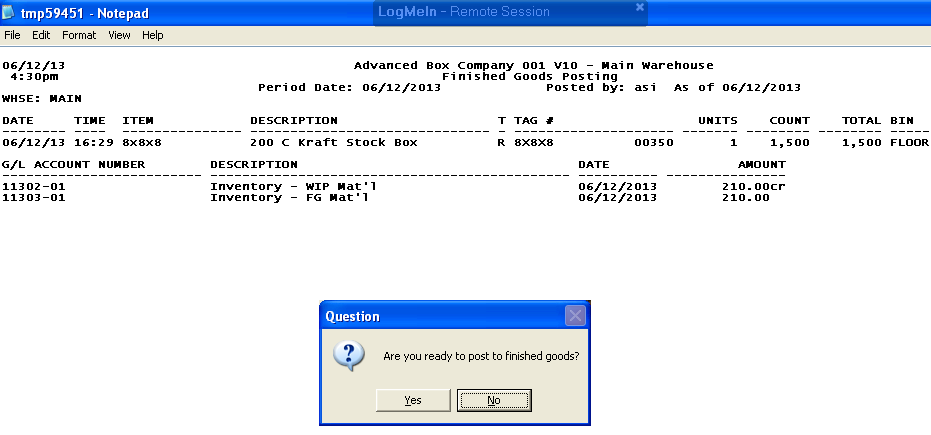 tmp59451 - Notepad
LogMeIn - Remote Session
File Edit Format View Help
06/12/13 Advanced Box Company 001 V10 - Main Warehouse
4:30pm Finished Goods Posting
Period Date: 06/12/2013 Posted by: asi As of 06/12/2013
WHSE: MAIN
DATE TIME ITEM DESCRIPTION T TAG # UNITS COUNT TOTAL BIN
06/12/13 16:29 8x8x8 200 C Kraft Stock Box R 8X8X8 00350 1 1,500 1,500 FLOOR
G/L ACCOUNT NUMBER DESCRIPTION DATE AMOUNT
11302-01 Inventory - WIP Mat'l 06/12/2013 210.00cr
11303-01 Inventory - FG Mat'l 06/12/2013 210.00
Question
Are you ready to post to finished goods?
Yes No